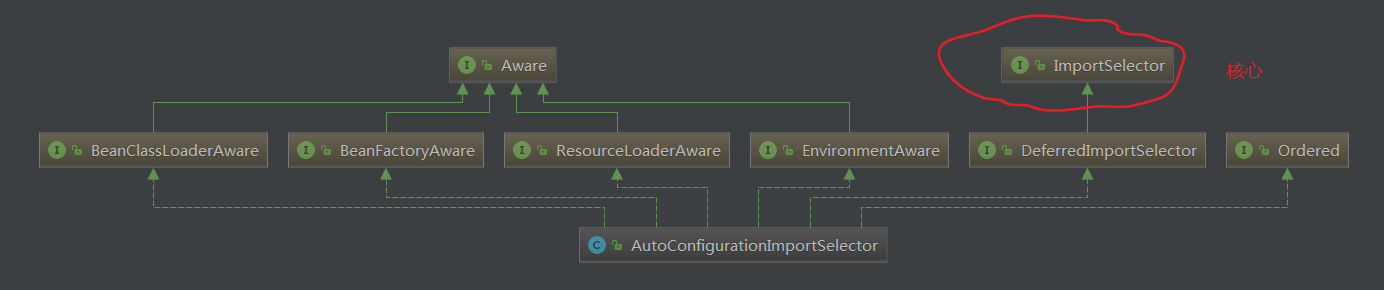 I Aware
I ImportSelector
核心
I BeanClassLoaderAware
I BeanFactoryAware
I ResourceLoaderAware
I EnvironmentAware
I DeferredImportSelector
I Ordered
C AutoConfigurationImportSelector